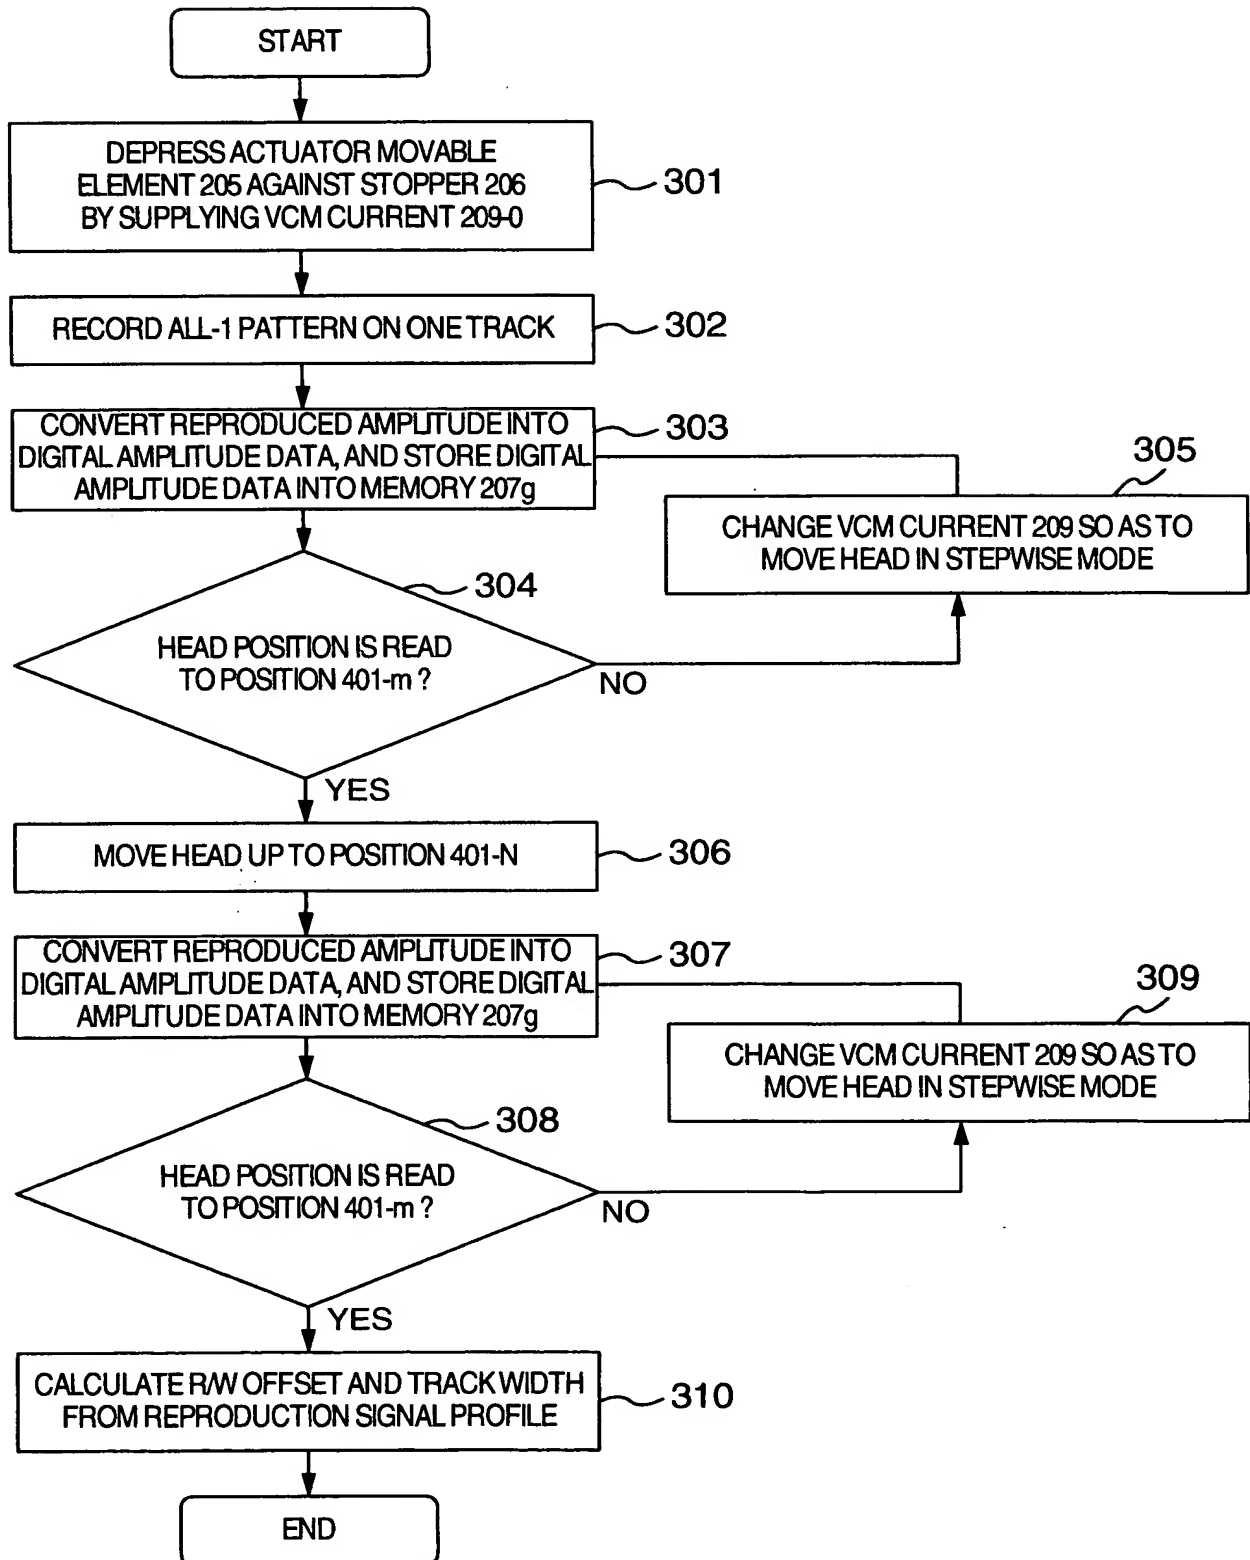 START
DEPRESS ACTUATOR MOVABLE
ELEMENT 205 AGAINST STOPPER 206
BY SUPPLYING VCM CURRENT 209-0
301
RECORD ALL-1 PATTERN ON ONE TRACK
302
CONVERT REPRODUCED AMPLITUDE INTO
DIGITAL AMPLITUDE DATA, AND STORE DIGITAL
AMPLITUDE DATA INTO MEMORY 207g
303
305
CHANGE VCM CURRENT 209 SO AS TO
MOVE HEAD IN STEPWISE MODE
304
HEAD POSITION IS READ
TO POSITION 401-m ?
NO
YES
MOVE HEAD UP TO POSITION 401-N
306
CONVERT REPRODUCED AMPLITUDE INTO
DIGITAL AMPLITUDE DATA, AND STORE DIGITAL
AMPLITUDE DATA INTO MEMORY 207g
307
309
CHANGE VCM CURRENT 209 SO AS TO
MOVE HEAD IN STEPWISE MODE
308
HEAD POSITION IS READ
TO POSITION 401-m ?
NO
YES
CALCULATE R/W OFFSET AND TRACK WIDTH
FROM REPRODUCTION SIGNAL PROFILE
310
END